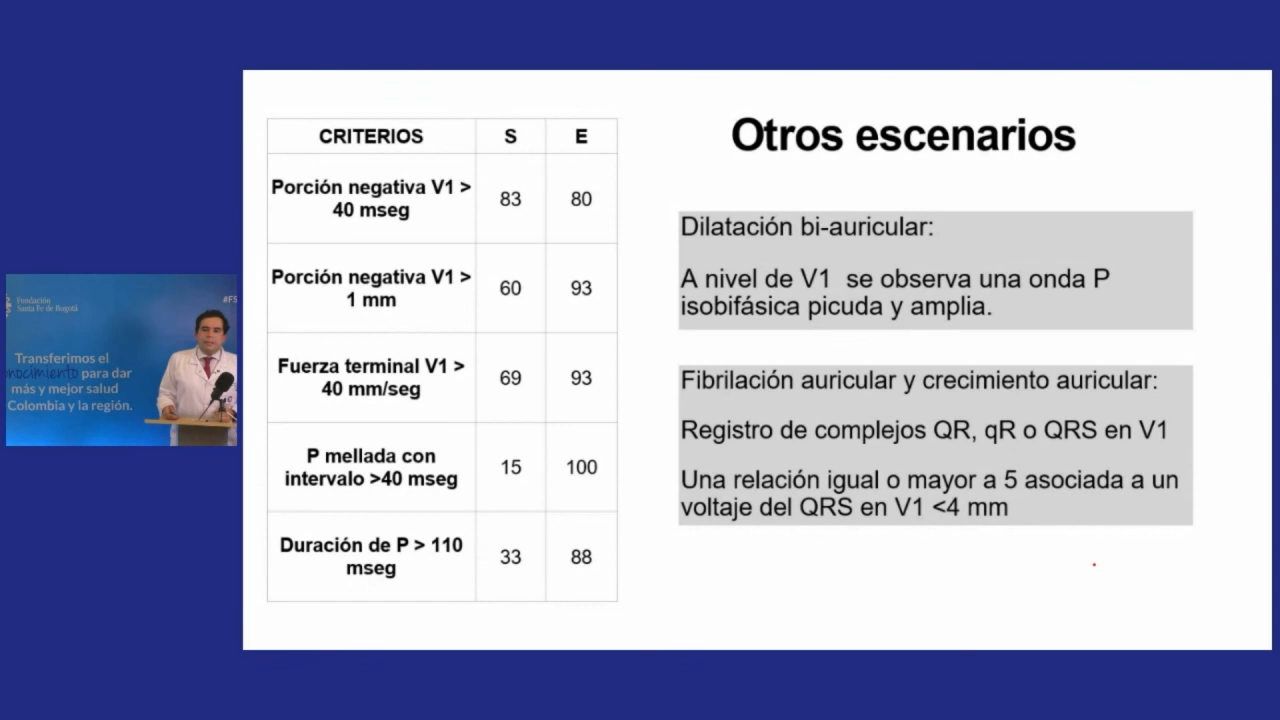 Fundación
Santa Fe de Bogotá
#FS
Transferimos el
nocimiento para dar
más y mejor salud
Colombia y la región.
CRITERIOS S E
Porción negativa V1 >
40 mseg
83 80
Porción negativa V1 >
1 mm
60 93
Fuerza terminal V1 >
40 mm/seg
69 93
P mellada con
intervalo >40 mseg
15 100
Duración de P > 110
mseg
33 88
Otros escenarios
Dilatación bi-auricular:
A nivel de V1 se observa una onda P
isobifásica picuda y amplia.
Fibrilación auricular y crecimiento auricular:
Registro de complejos QR, qR o QRS en V1
Una relación igual o mayor a 5 asociada a un
voltaje del QRS en V1 <4 mm